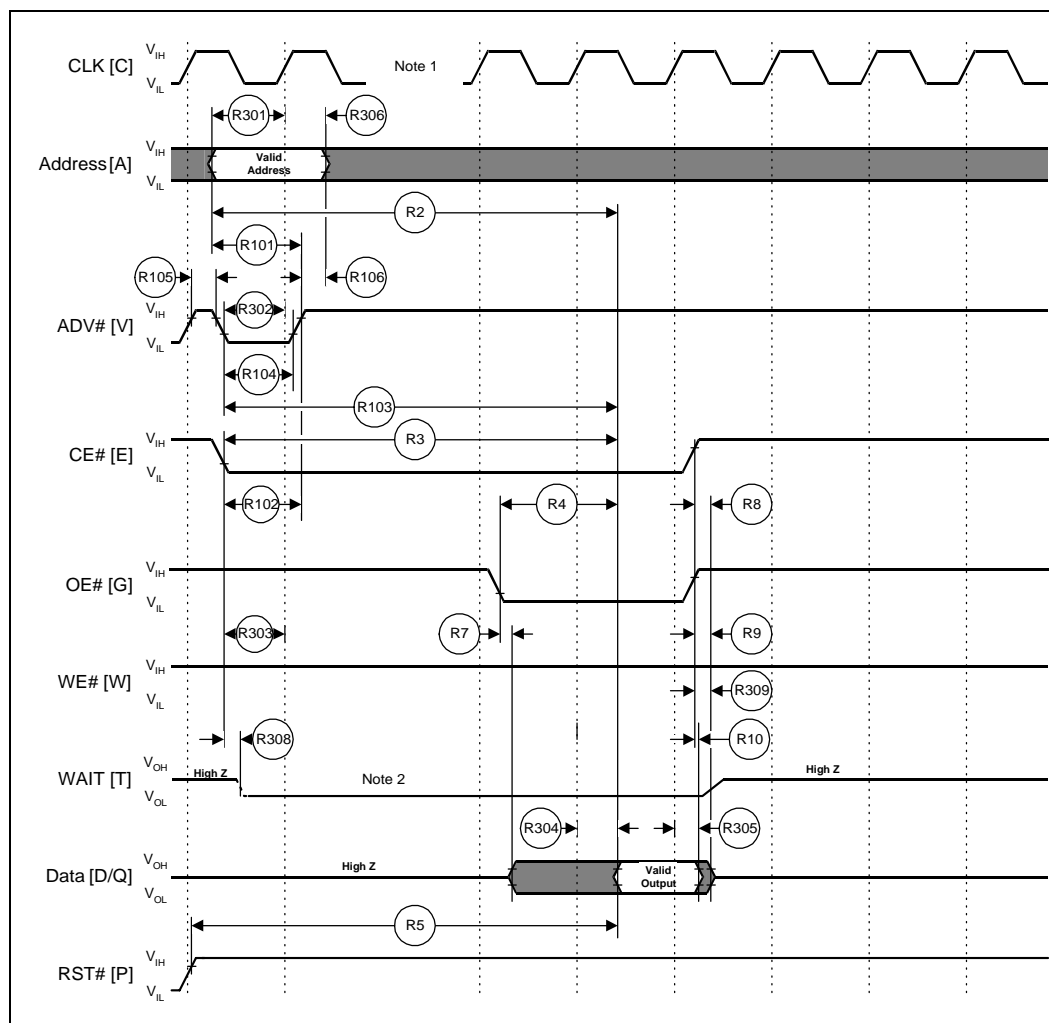 CLK [C]
VIH
VIL
Note 1
R301
R306
Address [A]
VIH
VIL
Valid
Address
R2
R101
R105
R106
ADV# [V]
VIH
VIL
R302
R104
R103
CE# [E]
VIH
VIL
R3
R102
R4
R8
OE# [G]
VIH
VIL
R303
R7
R9
WE# [W]
VIH
VIL
R309
R308
R10
WAIT [T]
VOH
VOL
High Z
Note 2
High Z
R304
R305
Data [D/Q]
VOH
VOL
High Z
Valid
Output
R5
RST# [P]
VIH
VIL